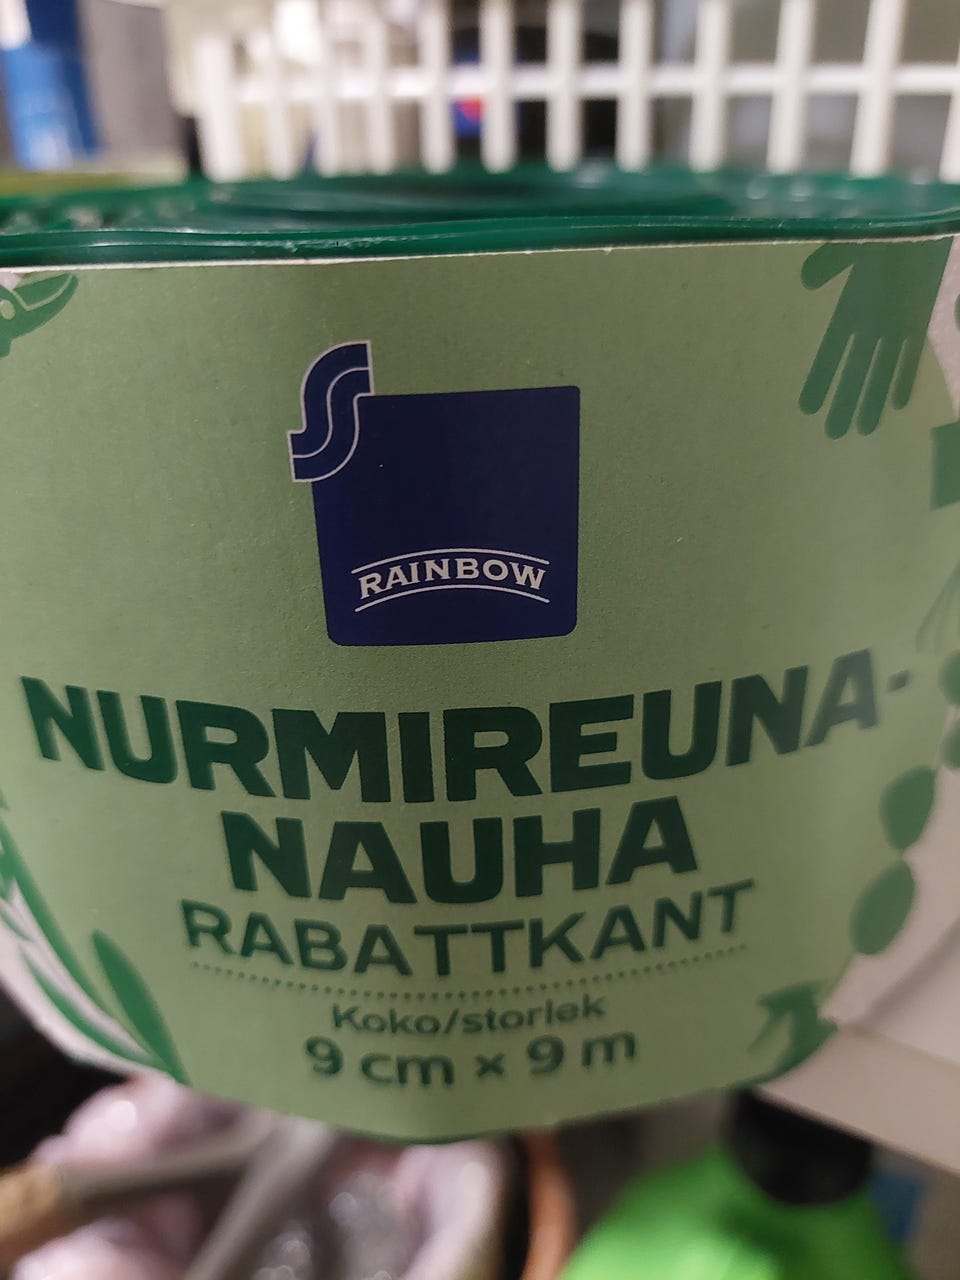 RAINBOW
NURMIREUNA-
NAUHA
RABATTKANT
Koko/storlek
9 cm x 9 m